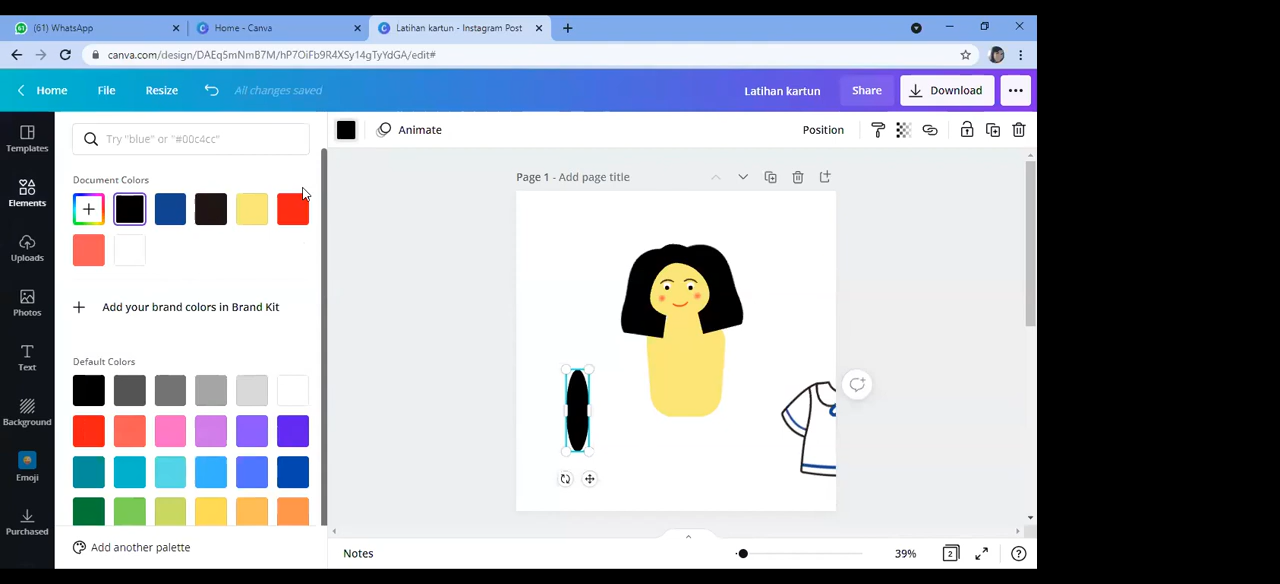 (61) WhatsApp
Home - Canva
Latihan kartun - Instagram Post
canva.com/design/DAEq5mNmB7M/hP7OiFb9R4XSy14gTyYdGA/edit#
Home
File
Resize
All changes saved
Latihan kartun
Share
Download
Templates
Elements
Uploads
Photos
Text
Background
Emoji
Purchased
Try "blue" or "#00c4cc"
Document Colors
Add your brand colors in Brand Kit
Default Colors
Add another palette
Animate
Position
Page 1 - Add page title
Notes
39%
2